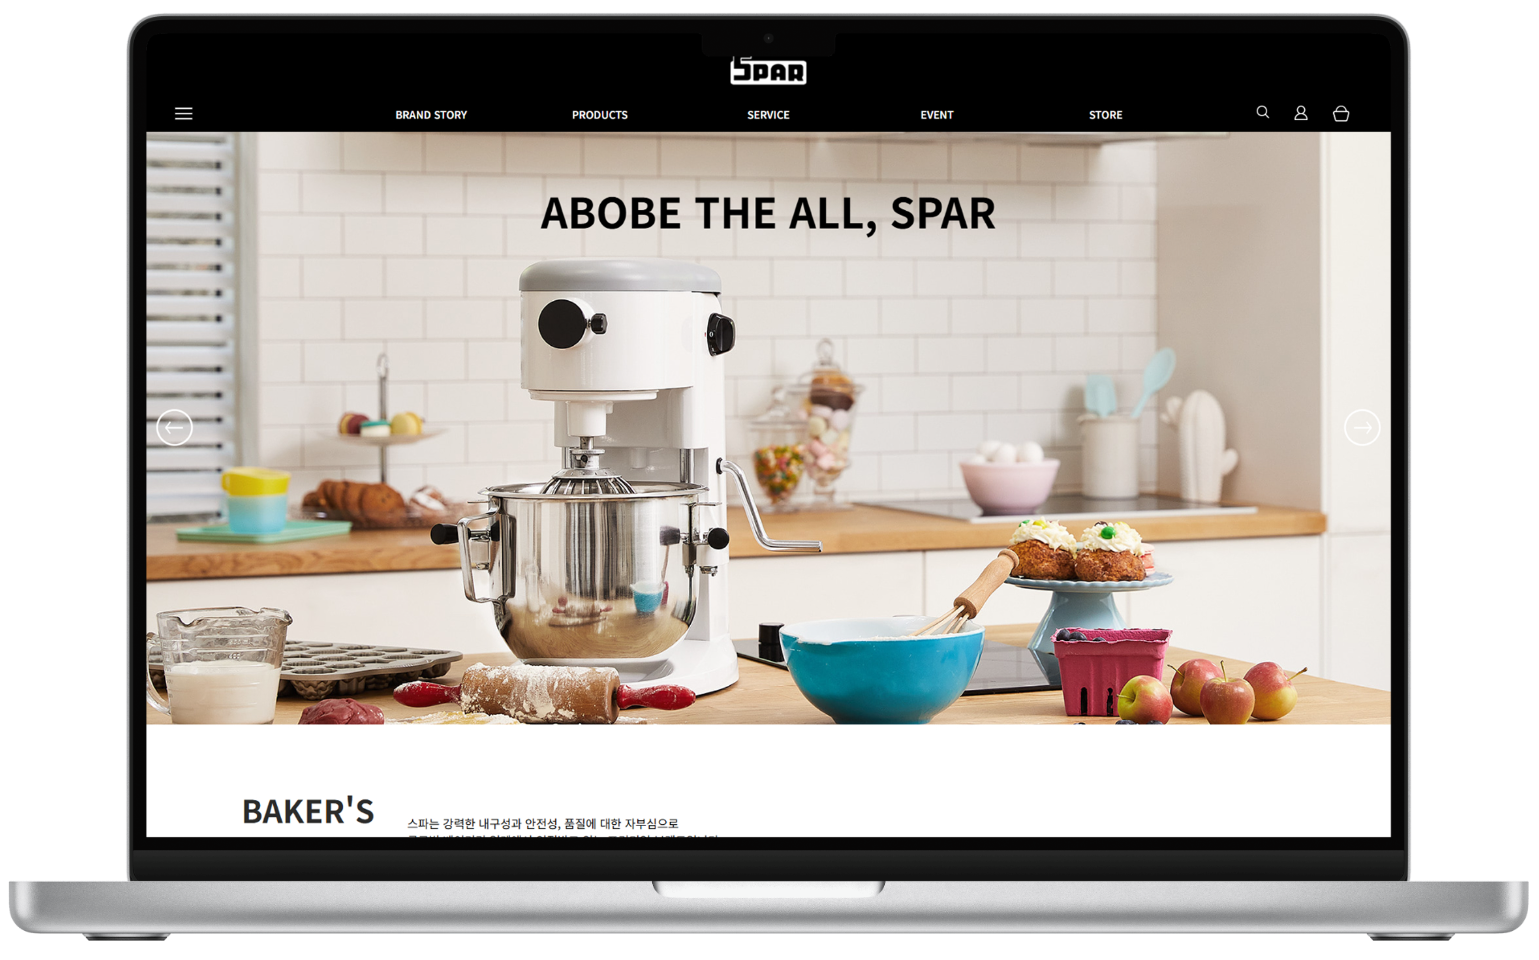 SPAR
BRAND STORY
PRODUCTS
SERVICE
EVENT
STORE
ABOBE THE ALL, SPAR
BAKER'S
스파는 강력한 내구성과 안전성, 품질에 대한 자부심으로